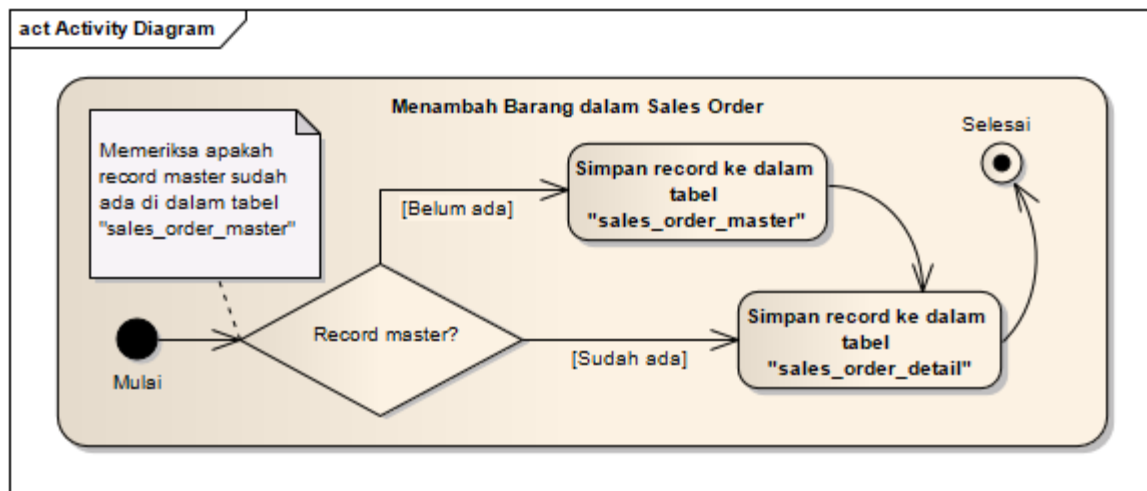 act Activity Diagram
Menambah Barang dalam Sales Order
Memeriksa apakah
record master sudah
ada di dalam tabel
"sales_order_master"
Selesai
Simpan record ke dalam
tabel
"sales_order_master"
[Belum ada]
Record master?
Mulai
[Sudah ada]
Simpan record ke dalam
tabel
"sales_order_detail"